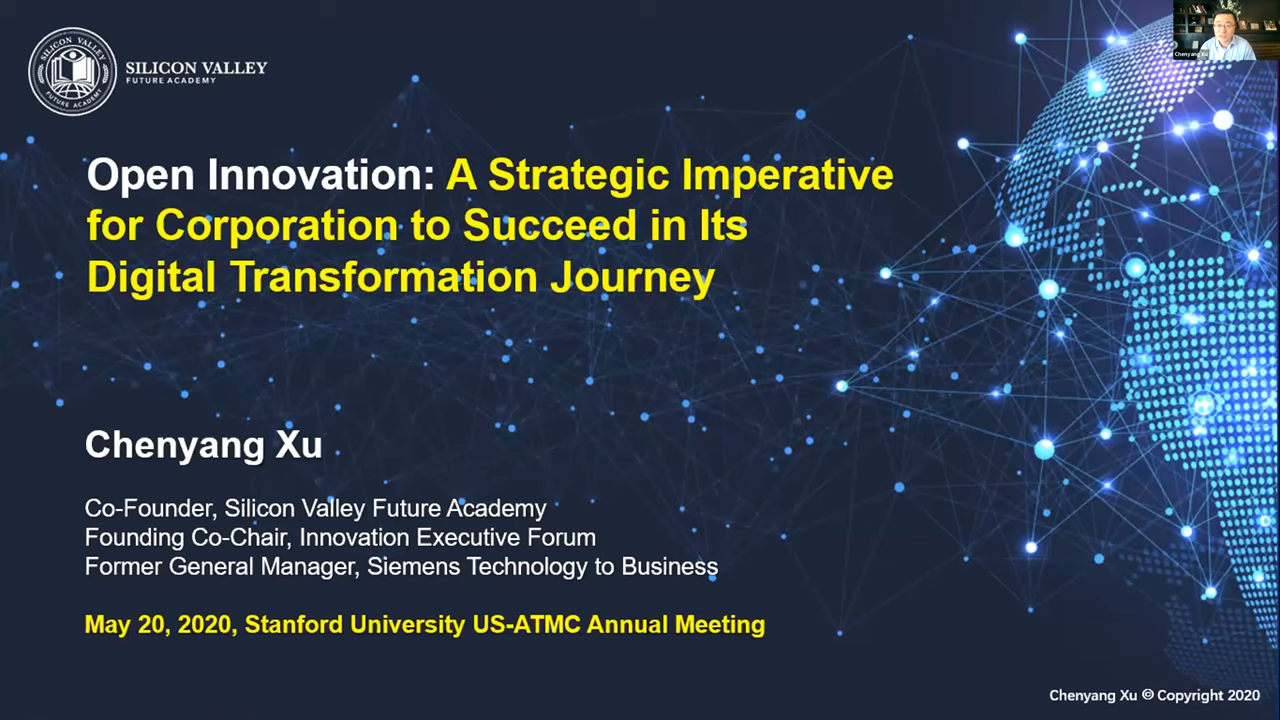 SILICON VALLEY
FUTURE ACADEMY
SILICON VALLEY
FUTURE ACADEMY
Chenyang Xu
Open Innovation: A Strategic Imperative
for Corporation to Succeed in Its
Digital Transformation Journey
Chenyang Xu
Co-Founder, Silicon Valley Future Academy
Founding Co-Chair, Innovation Executive Forum
Former General Manager, Siemens Technology to Business
May 20, 2020, Stanford University US-ATMC Annual Meeting
Chenyang Xu © Copyright 2020